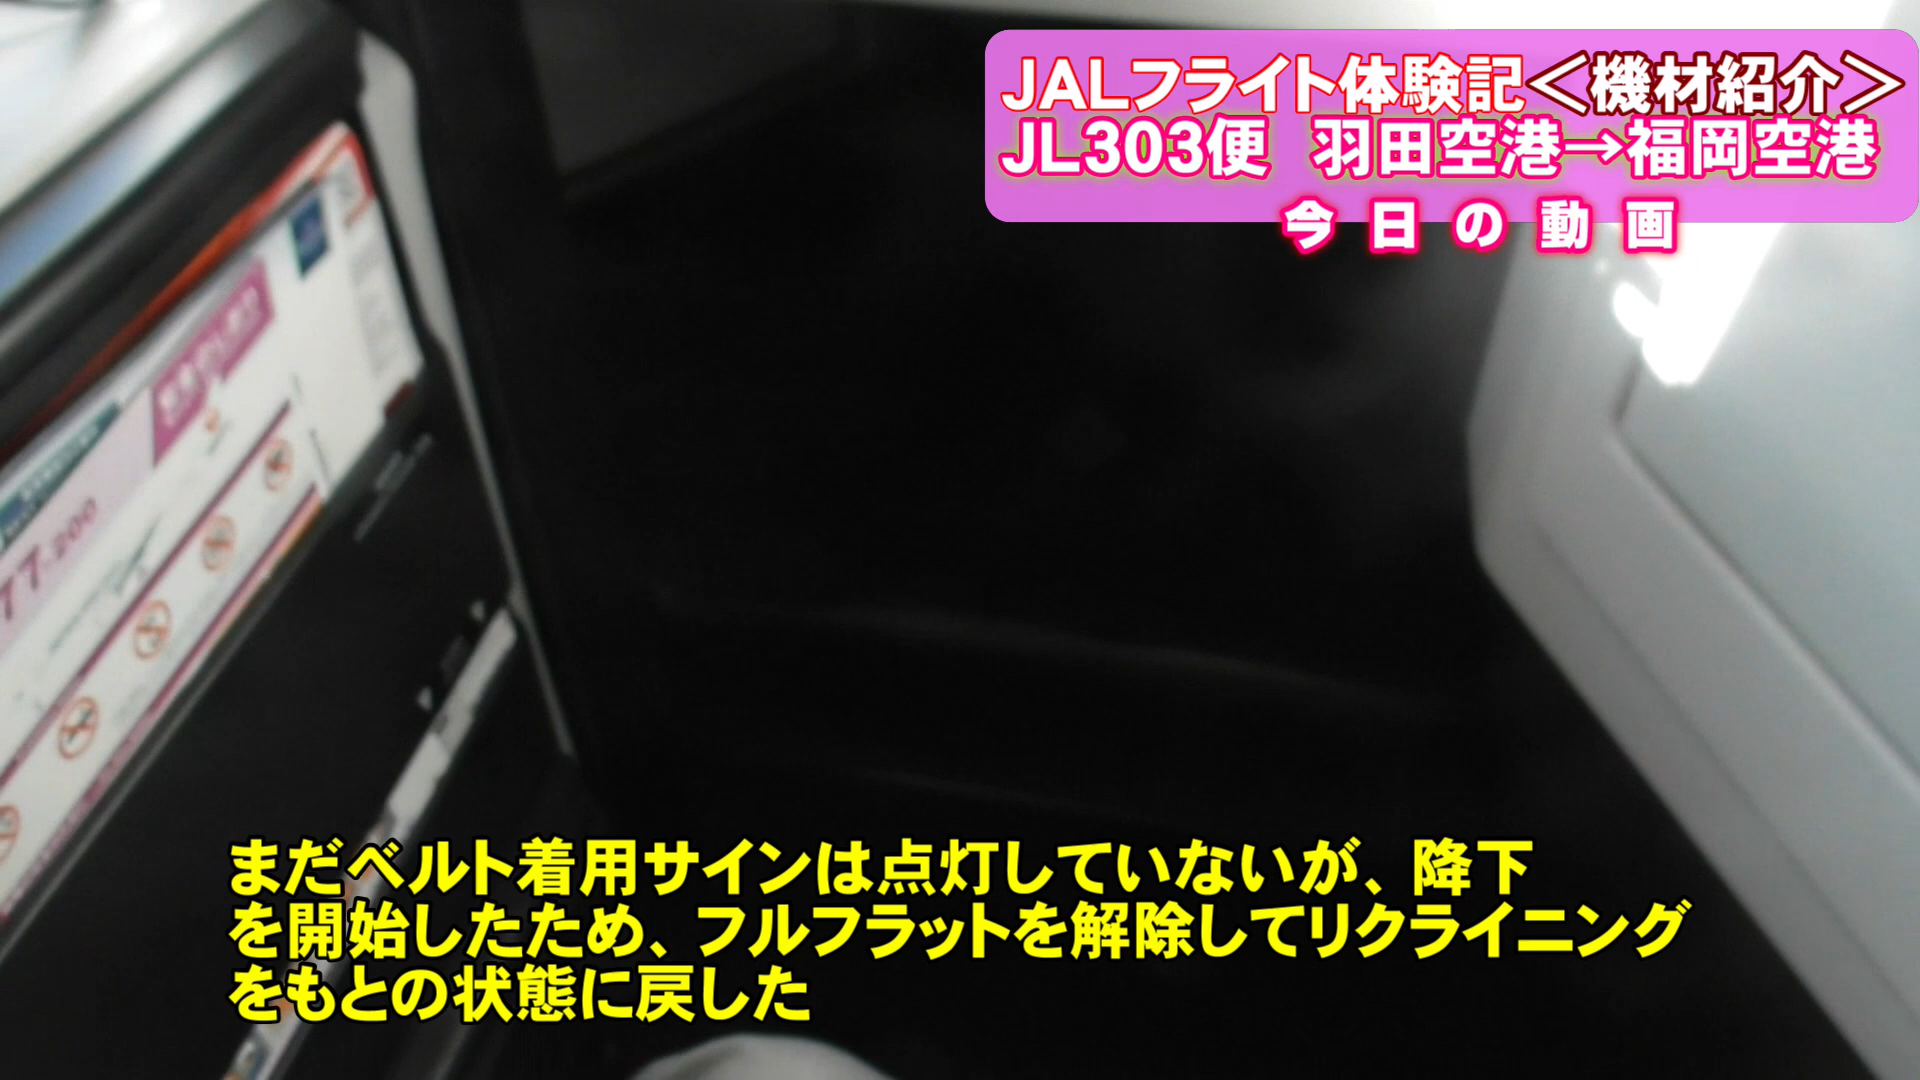 JALフライト体験記＜機材紹介＞
JL303便　羽田空港→福岡空港
今日の動画
77-200
まだベルト着用サインは点灯していないが、降下
を開始したため、フルフラットを解除してリクライニング
をもとの状態に戻した